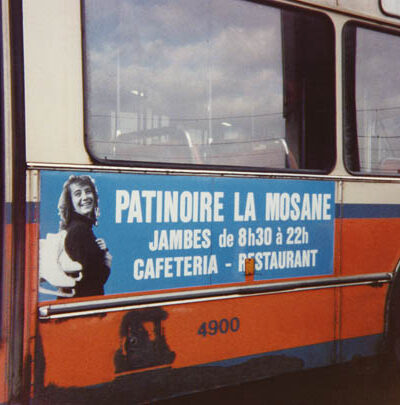 PATINOIRE LA MOSANE
JAMBES de 8h30 à 22h
CAFETERIA - RESTAURANT
4900